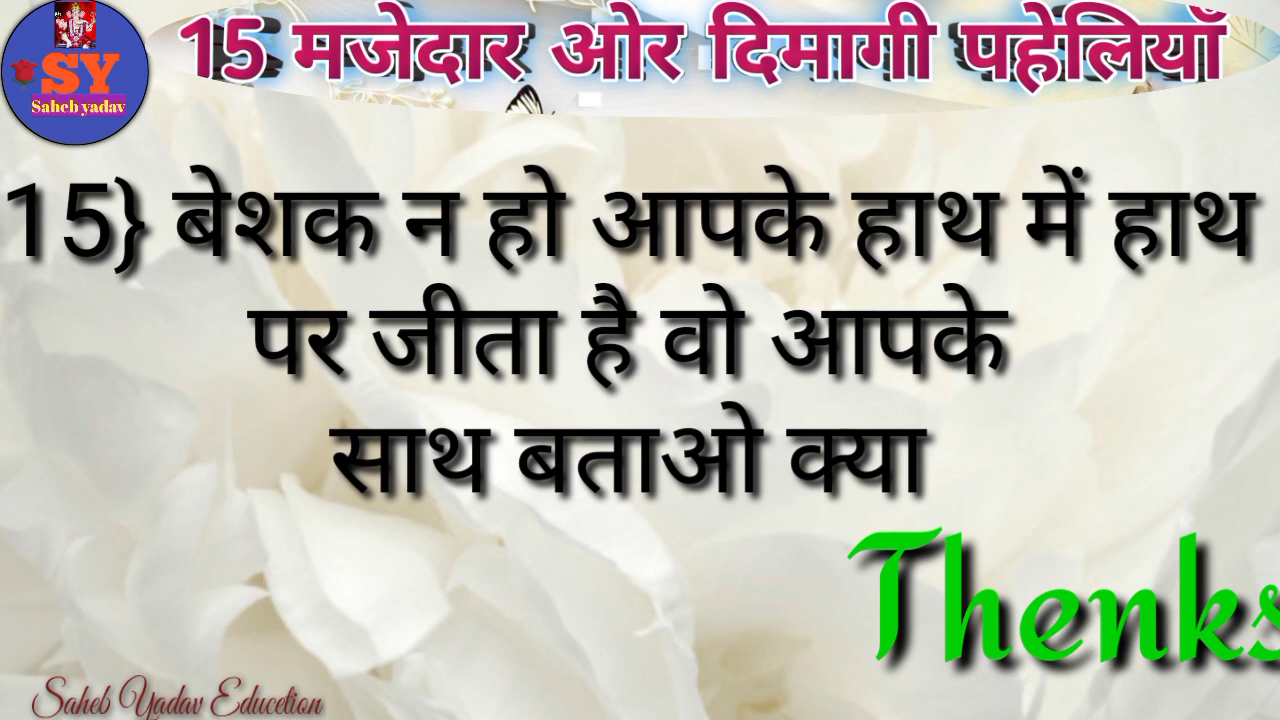 15 मजेदार ओर दिमागी पहेलियाँ
SY
Saheb yadav
15} बेशक न हो आपके हाथ में हाथ
पर जीता है वो आपके
साथ बताओ क्या
Thenks
Saheb Yadav Educetion